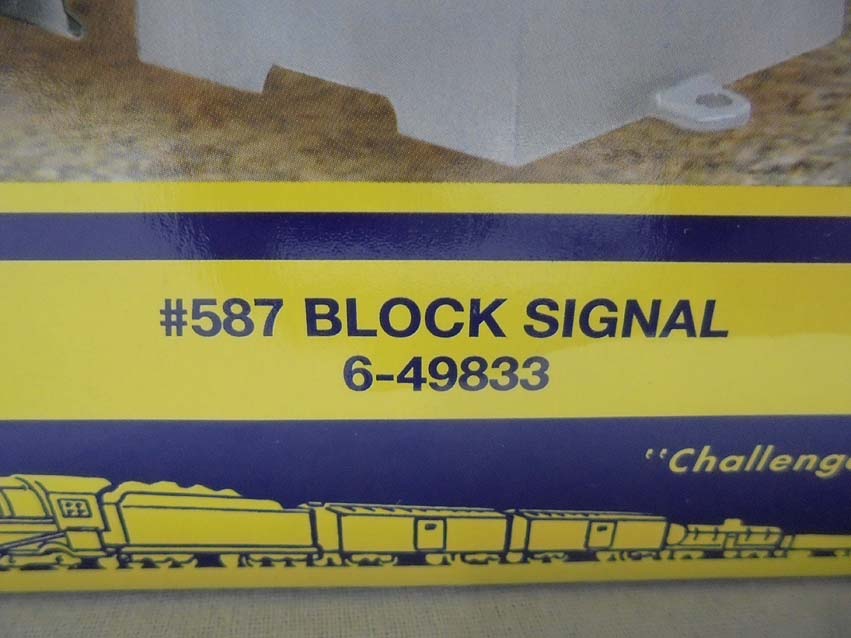 #587 BLOCK SIGNAL
6-49833
"Challeng